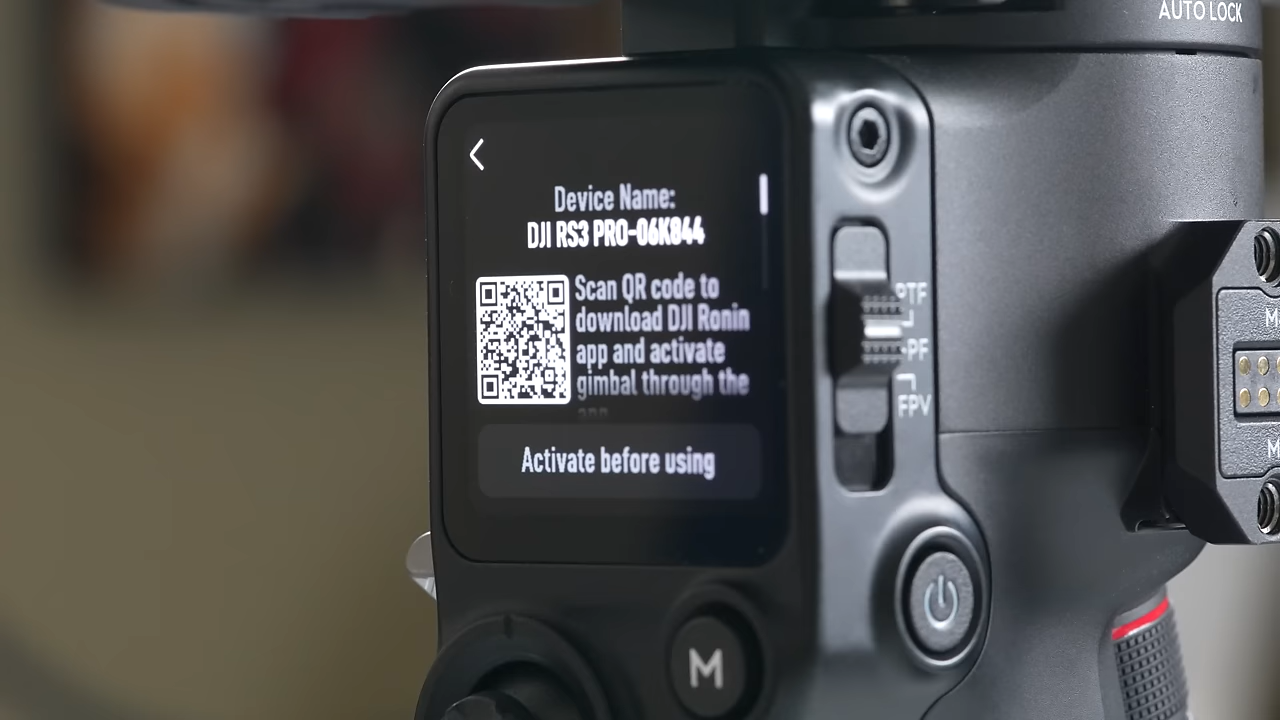 AUTO LOCK
Device Name:
DJI RS3 PRO-06K844
Scan QR code to
download DJI Ronin
app and activate
gimbal through the
app
Activate before using
PTF
PF
FPV
M
M
M